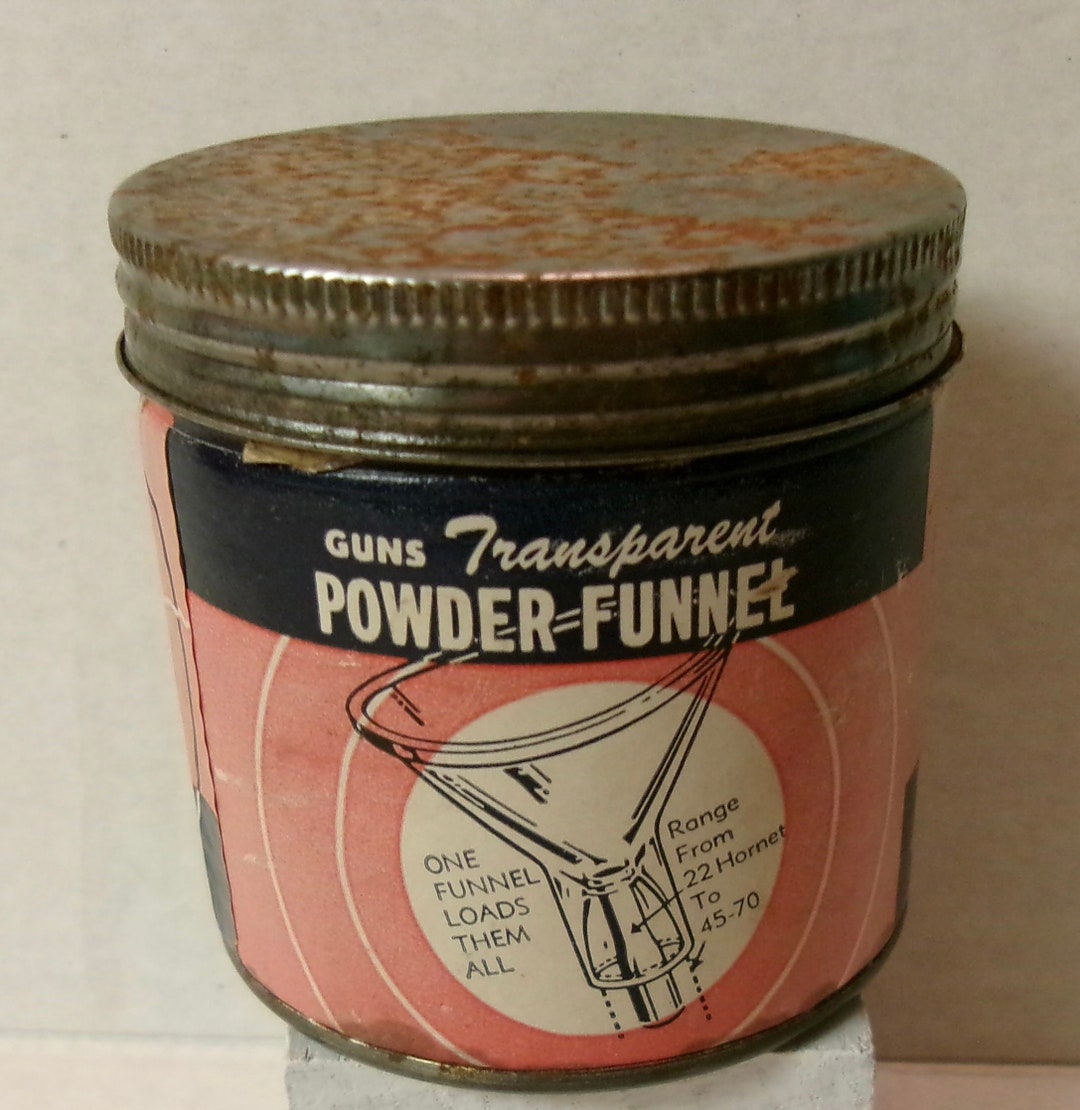 GUNS Transparent
POWDER-FUNNEL
ONE
FUNNEL
LOADS
THEM
ALL
Range
From
22 Hornet
To
45-70